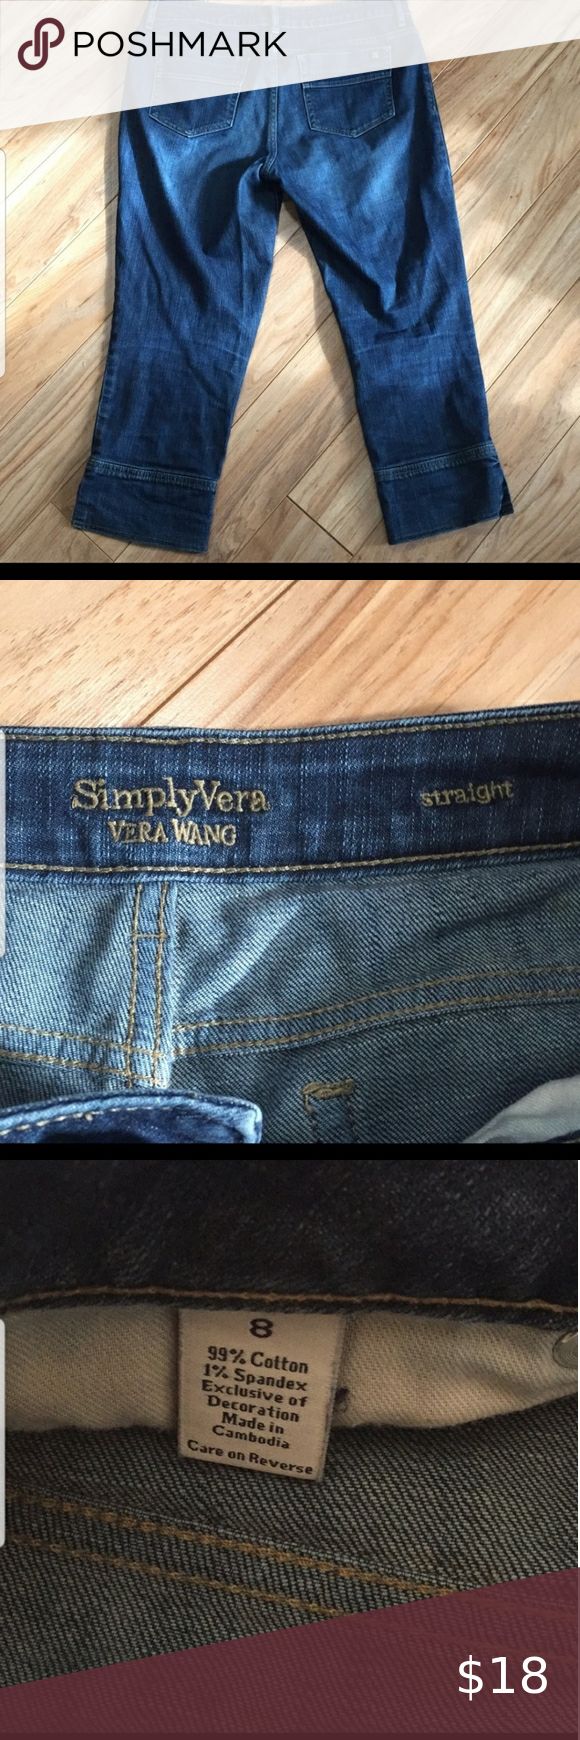 POSHMARK
SimplyVera
VERA WANG
straight
8
99% Cotton
1% Spandex
Exclusive of
Decoration
Made in
Cambodia
Care on Reverse
$18